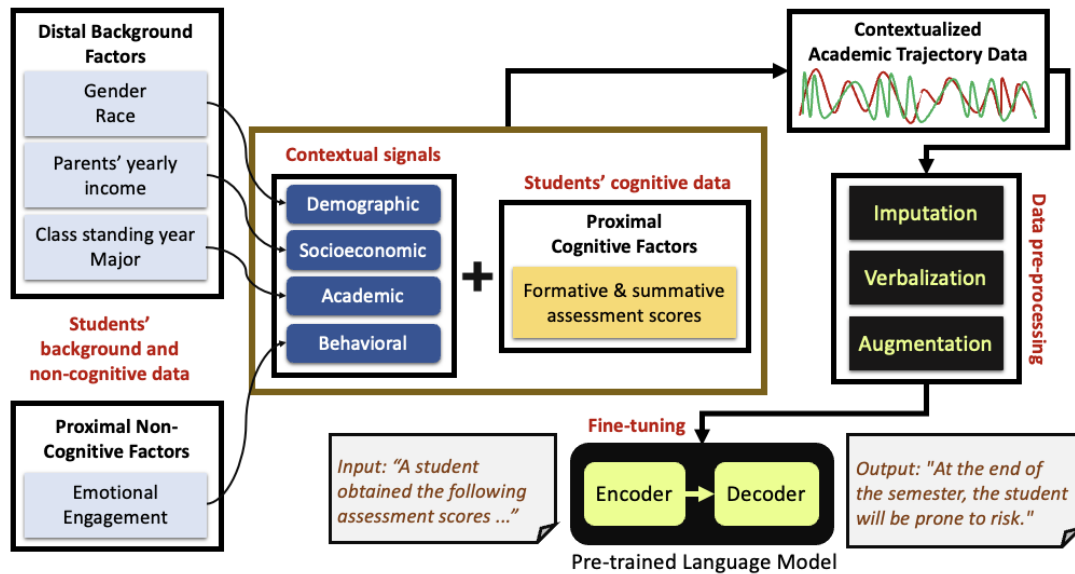 Distal Background
Factors
Gender
Race
Parents' yearly
income
Class standing year
Major
Students'
background and
non-cognitive data
Proximal Non-
Cognitive Factors
Emotional
Engagement
Contextual signals
Demographic
Socioeconomic
Academic
Behavioral
+
Students' cognitive data
Proximal
Cognitive Factors
Formative & summative
assessment scores
Contextualized
Academic Trajectory Data
Imputation
Verbalization
Augmentation
Data pre-processing
Fine-tuning
Input: “A student
obtained the following
assessment scores ...”
Encoder
Decoder
Pre-trained Language Model
Output: "At the end of
the semester, the student
will be prone to risk."